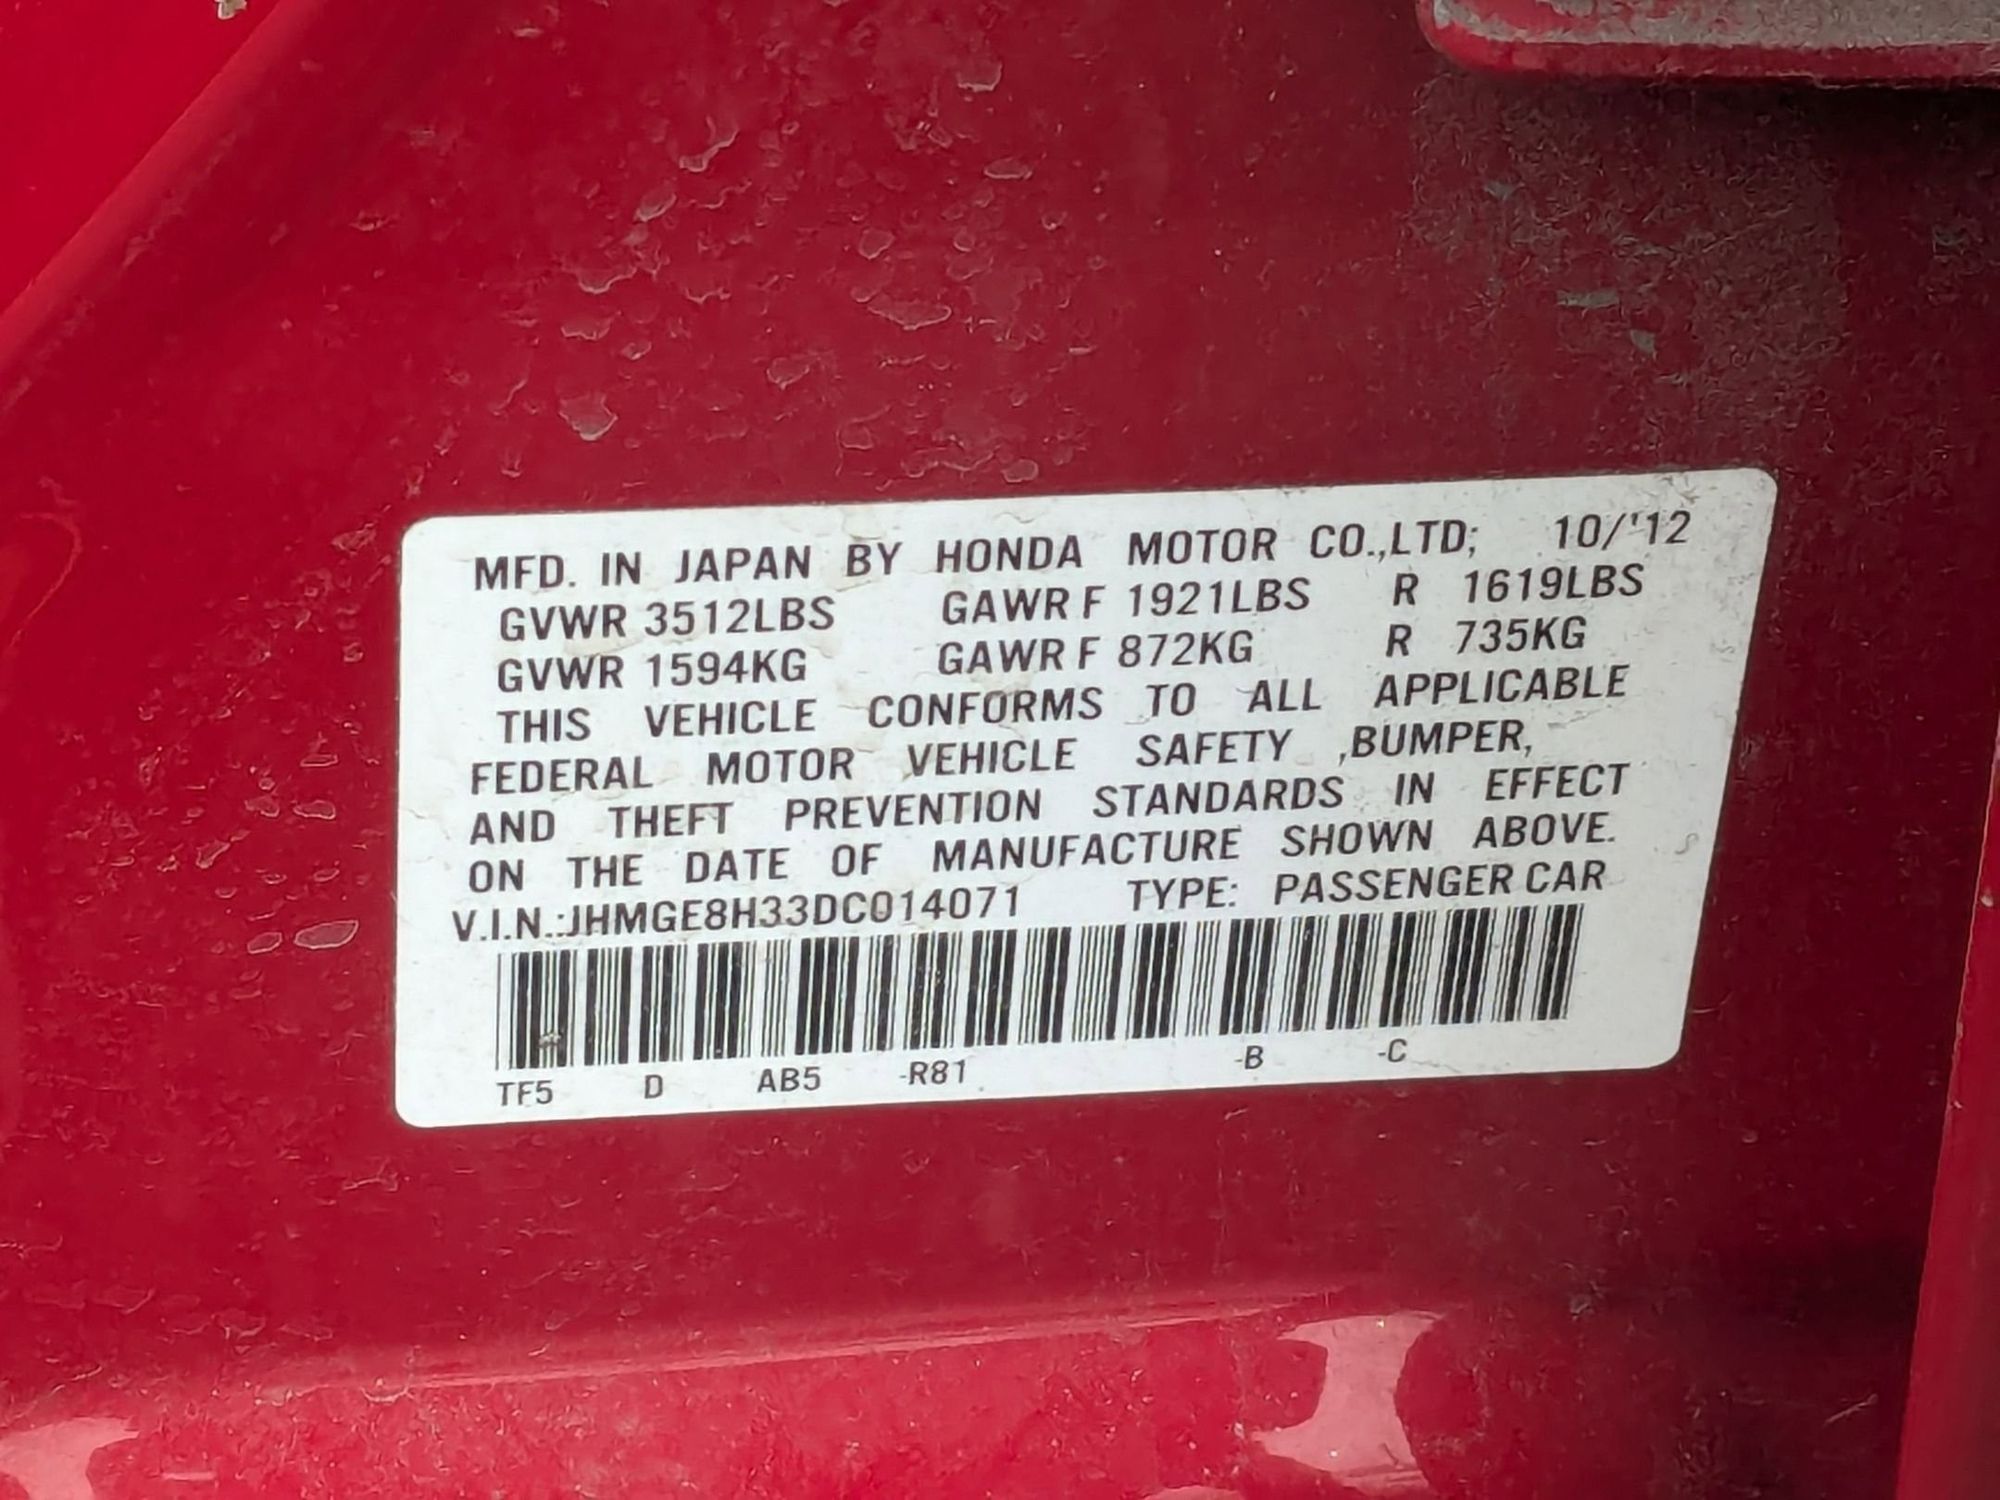 MFD. IN JAPAN BY HONDA MOTOR CO.,LTD; 10/'12
GVWR 3512LBS GAWR F 1921LBS R 1619LBS
GVWR 1594KG GAWR F 872KG R 735KG
THIS VEHICLE CONFORMS TO ALL APPLICABLE
FEDERAL MOTOR VEHICLE SAFETY ,BUMPER,
AND THEFT PREVENTION STANDARDS IN EFFECT
ON THE DATE OF MANUFACTURE SHOWN ABOVE.
V.I.N.:JHMGE8H33DC014071 TYPE: PASSENGER CAR
TF5 D AB5 -R81 -B -C